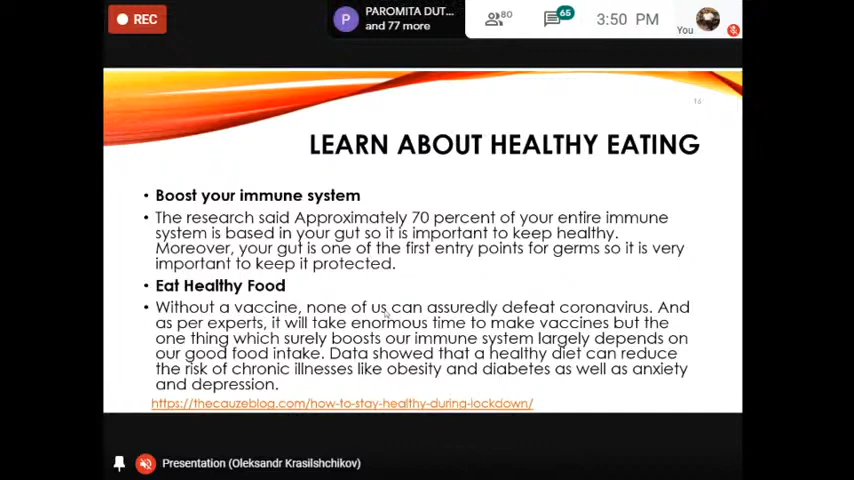 REC
PAROMITA DUT...
and 77 more
80
65
3:50 PM
You
16
LEARN ABOUT HEALTHY EATING
• Boost your immune system
• The research said Approximately 70 percent of your entire immune
system is based in your gut so it is important to keep healthy.
Moreover, your gut is one of the first entry points for germs so it is very
important to keep it protected.
• Eat Healthy Food
• Without a vaccine, none of us can assuredly defeat coronavirus. And
as per experts, it will take enormous time to make vaccines but the
one thing which surely boosts our immune system largely depends on
our good food intake. Data showed that a healthy diet can reduce
the risk of chronic illnesses like obesity and diabetes as well as anxiety
and depression.
https://thecauzeblog.com/how-to-stay-healthy-during-lockdown/
Presentation (Oleksandr Krasilshchikov)